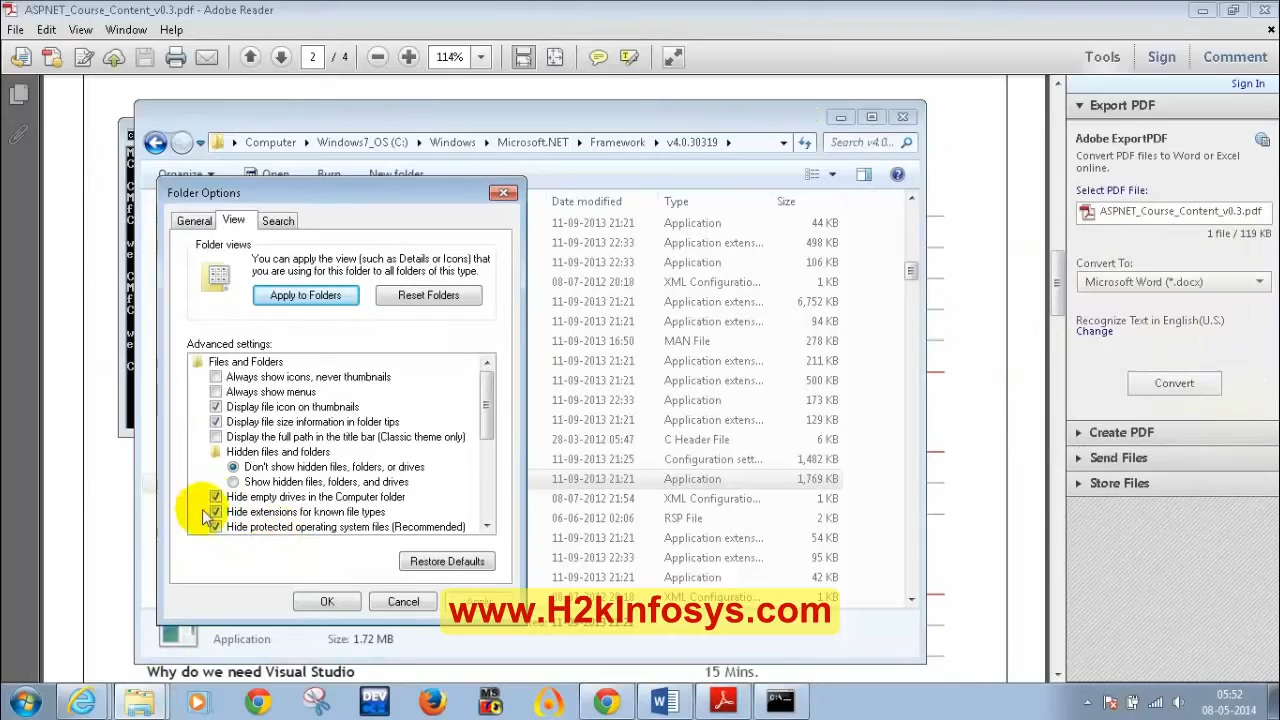 ASPNET_Course_Content_v0.3.pdf - Adobe Reader
File Edit View Window Help
2 / 4 114% Tools Sign Comment
Sign In
Export PDF
Adobe ExportPDF
Convert PDF files to Word or Excel
online.
Select PDF File:
ASPNET_Course_Content_v0.3.pdf
1 file / 119 KB
Convert To:
Microsoft Word (*.docx)
Recognize Text in English(U.S.)
Change
Convert
Create PDF
Send Files
Store Files
Computer Windows7_OS (C:) Windows Microsoft.NET Framework v4.0.30319 Search v4.0...
Organize Open Burn New folder
Date modified Type Size
11-09-2013 21:21 Application 44 KB
11-09-2013 22:33 Application extens... 498 KB
11-09-2013 22:33 Application 106 KB
08-07-2012 20:18 XML Configuratio... 1 KB
11-09-2013 21:21 Application extens... 6,752 KB
11-09-2013 21:21 Application extens... 94 KB
11-09-2013 16:50 MAN File 278 KB
11-09-2013 21:21 Application extens... 211 KB
11-09-2013 21:21 Application extens... 500 KB
11-09-2013 21:21 Application 173 KB
11-09-2013 21:21 Application extens... 129 KB
28-03-2012 05:47 C Header File 6 KB
11-09-2013 21:25 Configuration sett... 1,482 KB
11-09-2013 21:21 Application 1,769 KB
08-07-2012 21:54 XML Configuratio... 1 KB
06-06-2012 02:06 RSP File 2 KB
11-09-2013 21:21 Application extens... 54 KB
11-09-2013 22:33 Application extens... 95 KB
11-09-2013 21:21 Application 42 KB
XML Configuratio... 1 KB
Folder Options
General View Search
Folder views
You can apply the view (such as Details or Icons) that
you are using for this folder to all folders of this type.
Apply to Folders Reset Folders
Advanced settings:
Files and Folders
Always show icons, never thumbnails
Always show menus
Display file icon on thumbnails
Display file size information in folder tips
Display the full path in the title bar (Classic theme only)
Hidden files and folders
Don't show hidden files, folders, or drives
Show hidden files, folders, and drives
Hide empty drives in the Computer folder
Hide extensions for known file types
Hide protected operating system files (Recommended)
Restore Defaults
OK Cancel
www.H2kInfosys.com
Application Size: 1.72 MB
Why do we need Visual Studio 15 Mins.
DEV
MS
05:52
08-05-2014